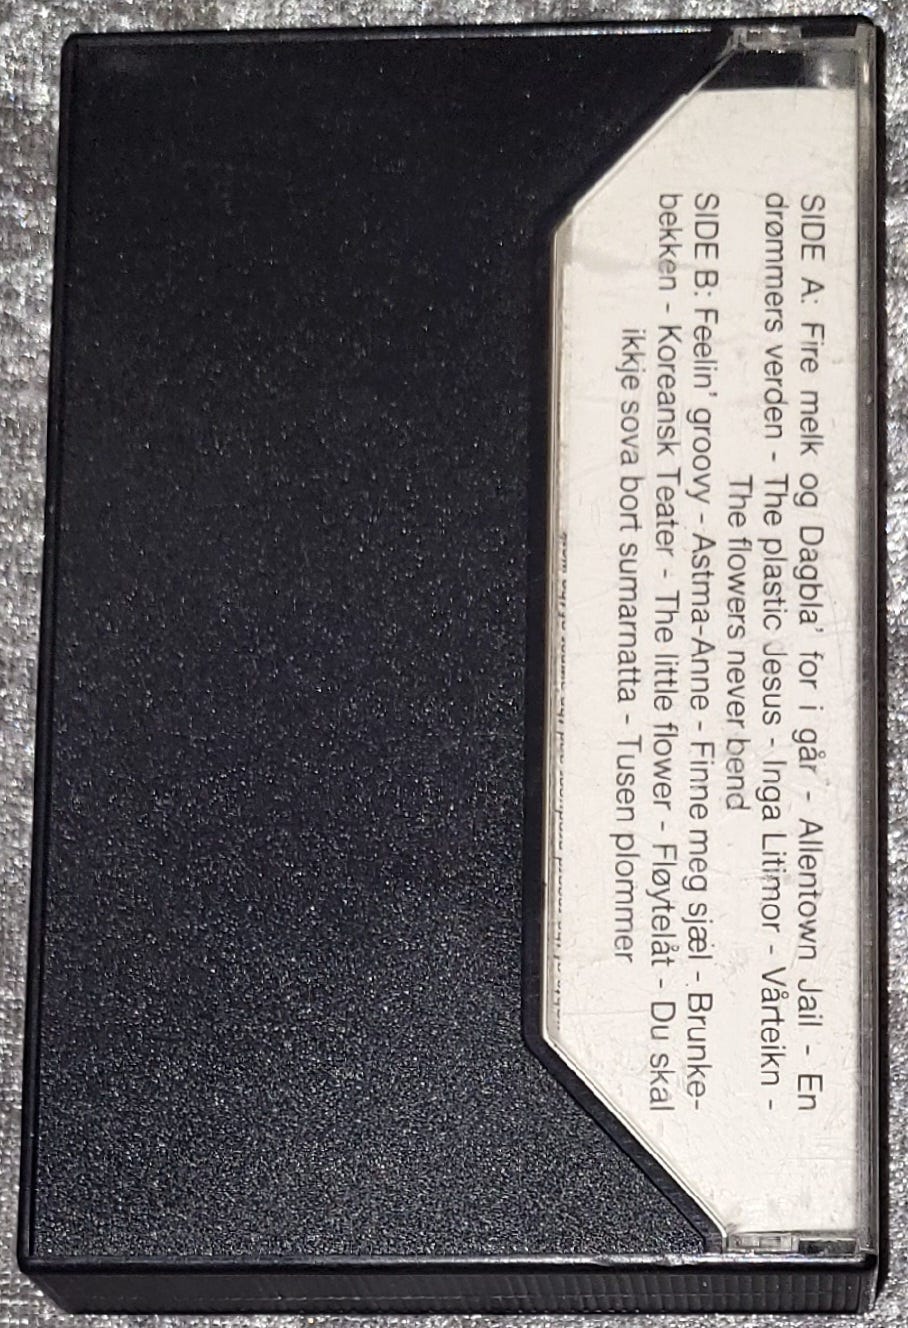 SIDE A: Fire melk og Dagbla' for i går - Allentown Jail - En
drømmers verden - The plastic Jesus - Inga Litimor - Vårteikn -
The flowers never bend
SIDE B: Feelin' groovy - Astma-Anne - Finne meg sjæl - Brunke-
bekken - Koreansk Teater - The little flower - Fløytelåt - Du skal
ikkje sova bort sumarnatta - Tusen plommer